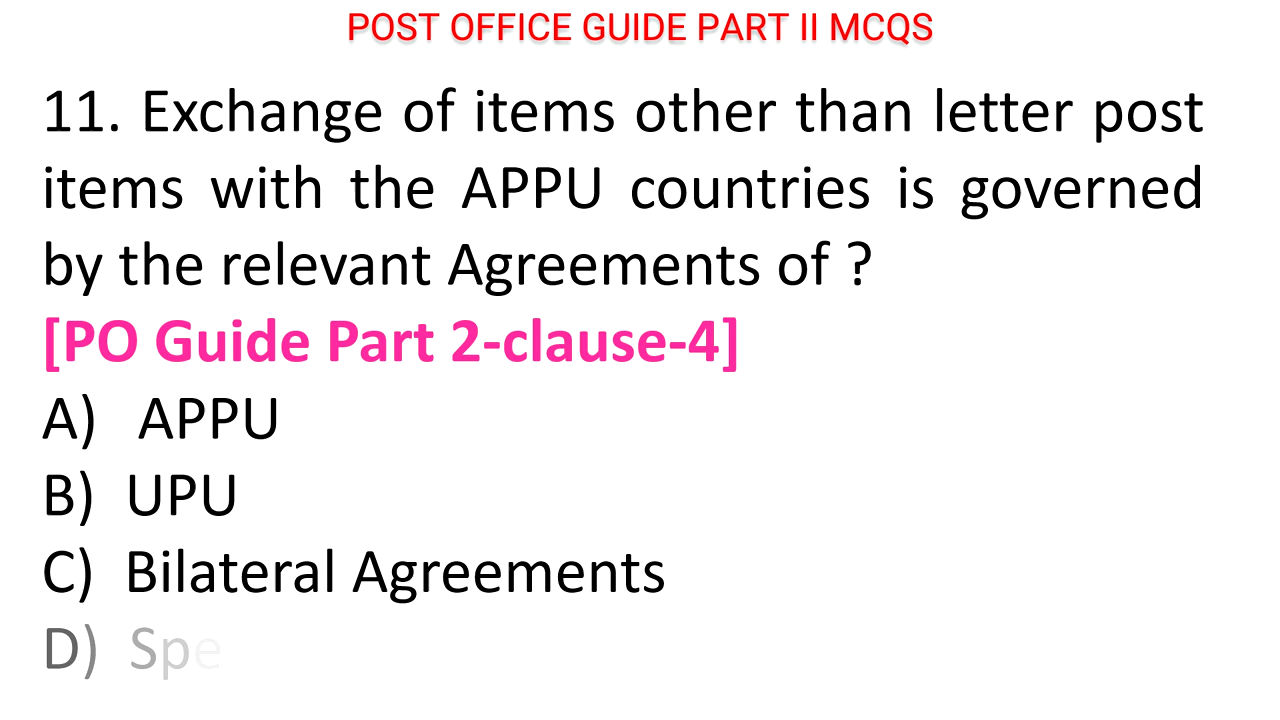 POST OFFICE GUIDE PART II MCQS
11. Exchange of items other than letter post
items with the APPU countries is governed
by the relevant Agreements of ?
[PO Guide Part 2-clause-4]
A) APPU
B) UPU
C) Bilateral Agreements
D) Spe